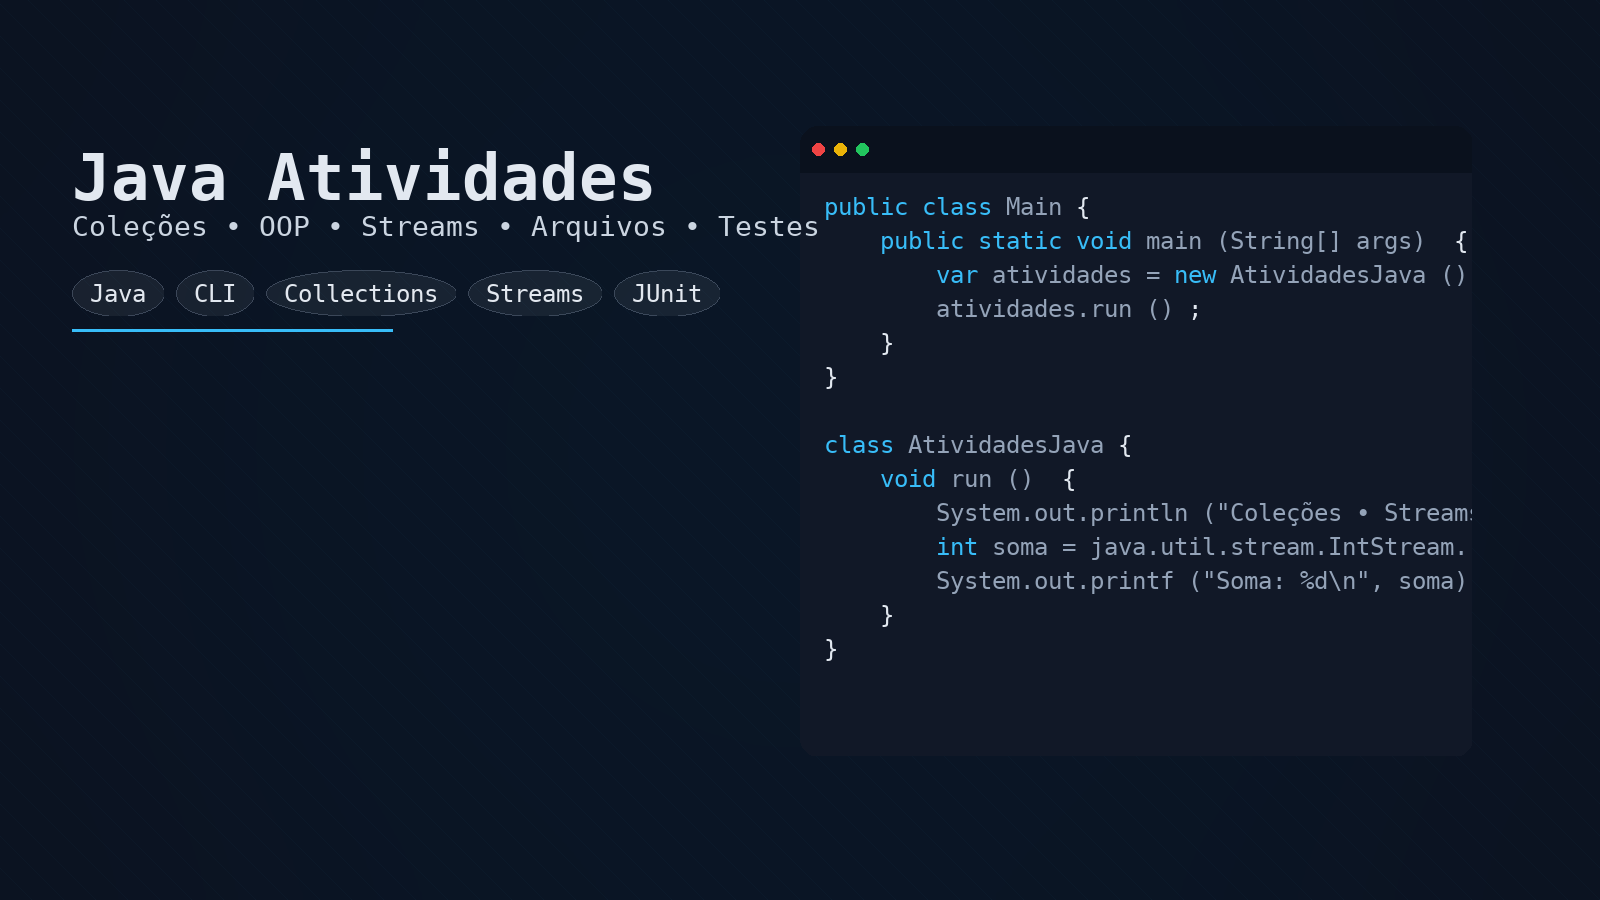 Java Atividades
Coleções • OOP • Streams • Arquivos • Testes
Java CLI Collections Streams JUnit
public class Main {
    public static void main (String[] args)  {
        var atividades = new AtividadesJava ()
        atividades.run () ;
    }
}
class AtividadesJava {
    void run ()  {
        System.out.println ("Coleções • Streams
        int soma = java.util.stream.IntStream.
        System.out.printf ("Soma: %d\n", soma)
    }
}